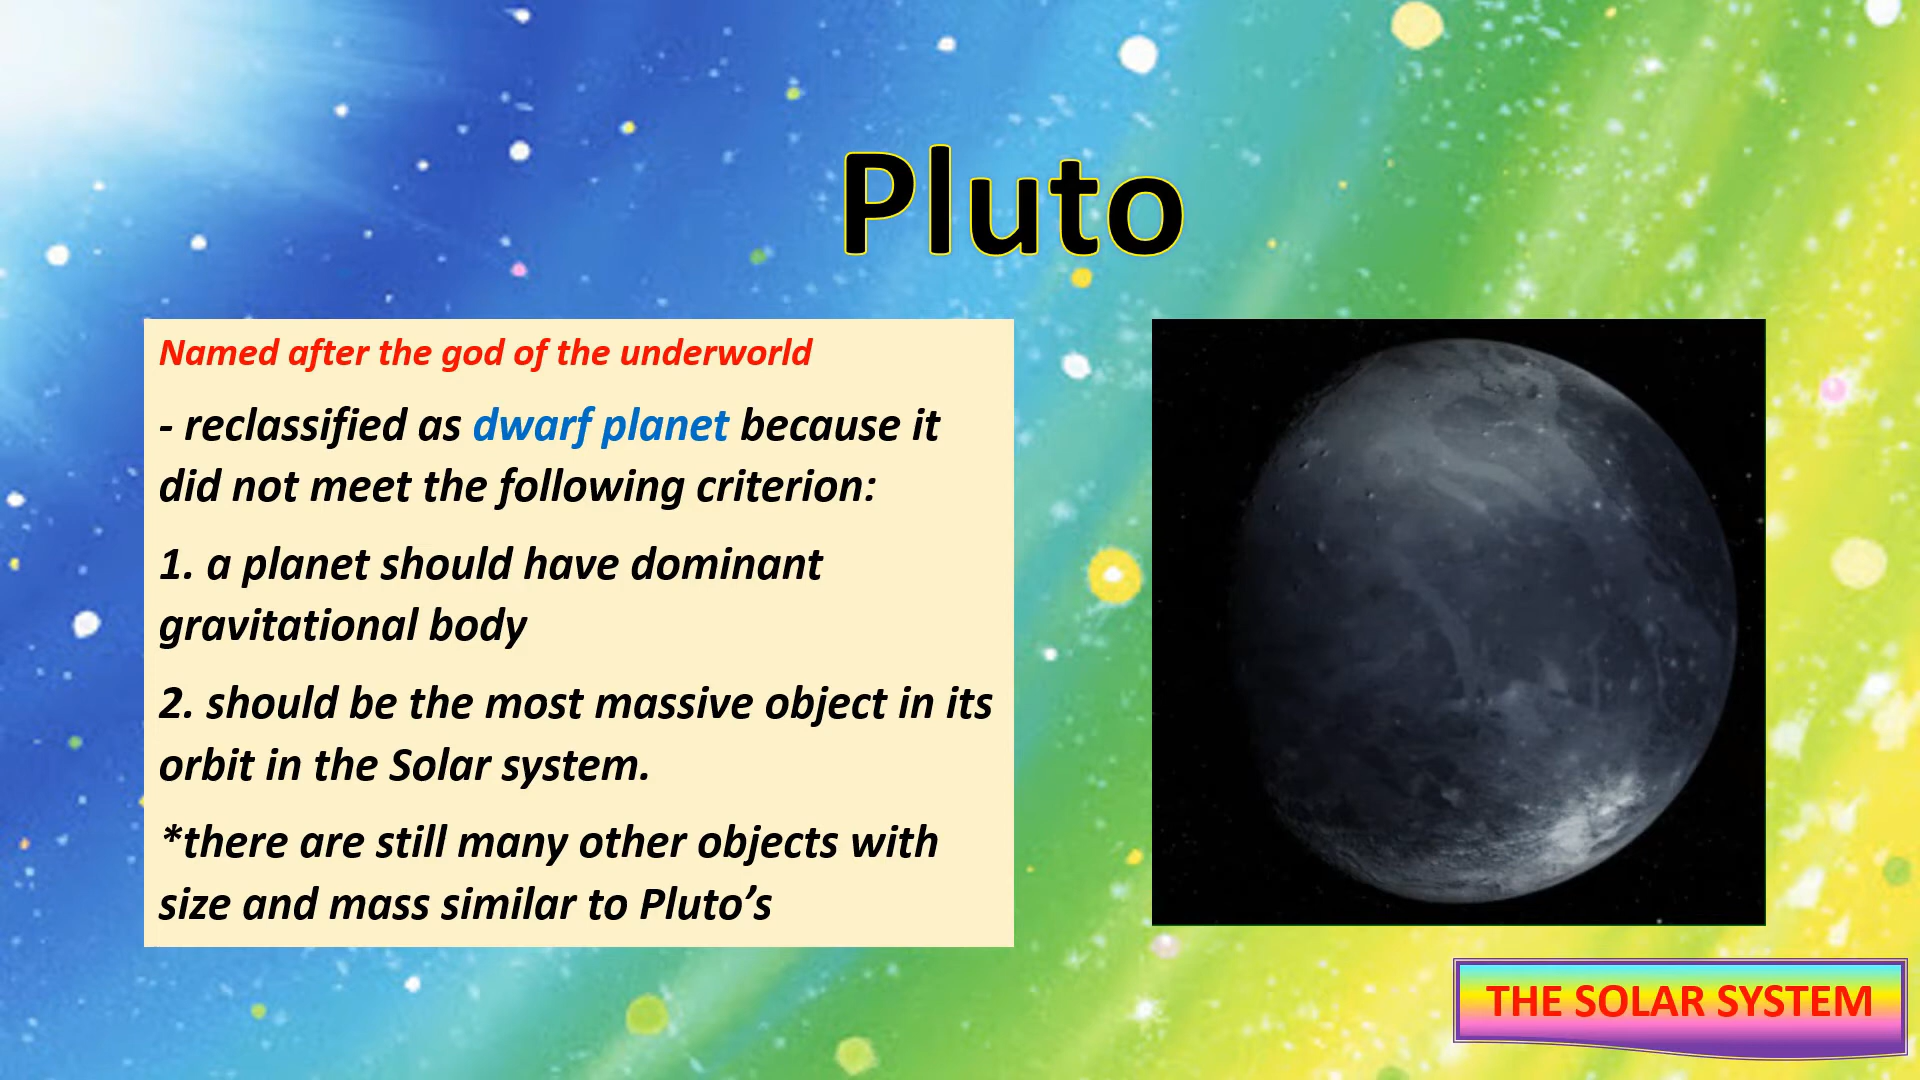 Pluto
Named after the god of the underworld
- reclassified as dwarf planet because it
did not meet the following criterion:
1. a planet should have dominant
gravitational body
2. should be the most massive object in its
orbit in the Solar system.
*there are still many other objects with
size and mass similar to Pluto’s
THE SOLAR SYSTEM